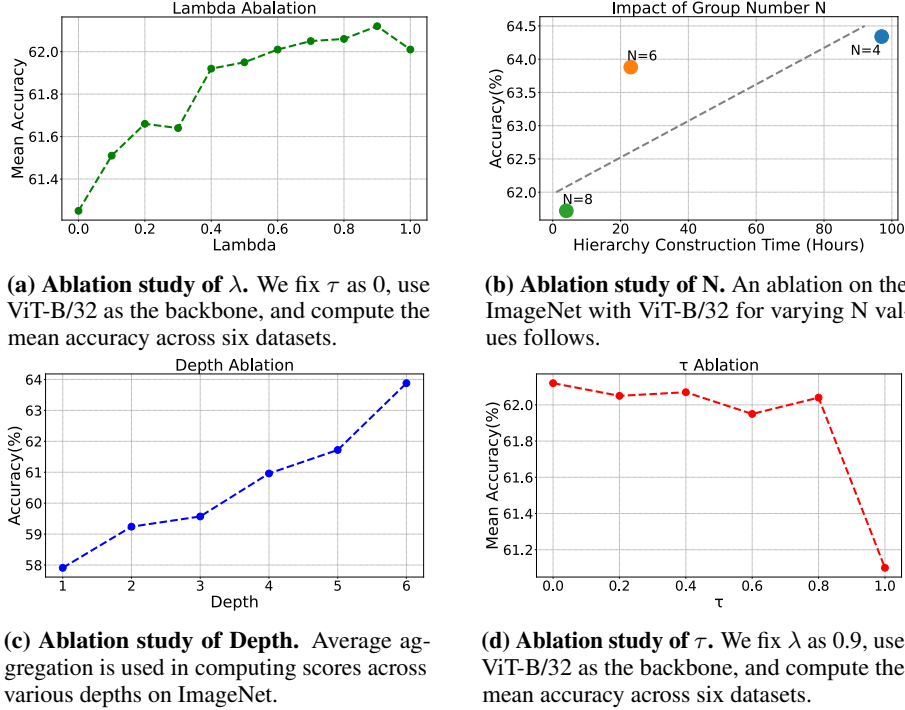 Lambda Abalation
Mean Accuracy
62.0
61.8
61.6
61.4
0.0 0.2 0.4 0.6 0.8 1.0
Lambda
(a) Ablation study of λ. We fix τ as 0, use
ViT-B/32 as the backbone, and compute the
mean accuracy across six datasets.
Impact of Group Number N
Accuracy(%)
64.5
64.0
63.5
63.0
62.5
62.0
N=6
N=4
N=8
0 20 40 60 80 100
Hierarchy Construction Time (Hours)
(b) Ablation study of N. An ablation on the
ImageNet with ViT-B/32 for varying N val-
ues follows.
Depth Ablation
Accuracy(%)
64
63
62
61
60
59
58
1 2 3 4 5 6
Depth
(c) Ablation study of Depth. Average ag-
gregation is used in computing scores across
various depths on ImageNet.
τ Ablation
Mean Accuracy(%)
62.0
61.8
61.6
61.4
61.2
0.0 0.2 0.4 0.6 0.8 1.0
τ
(d) Ablation study of τ. We fix λ as 0.9, use
ViT-B/32 as the backbone, and compute the
mean accuracy across six datasets.